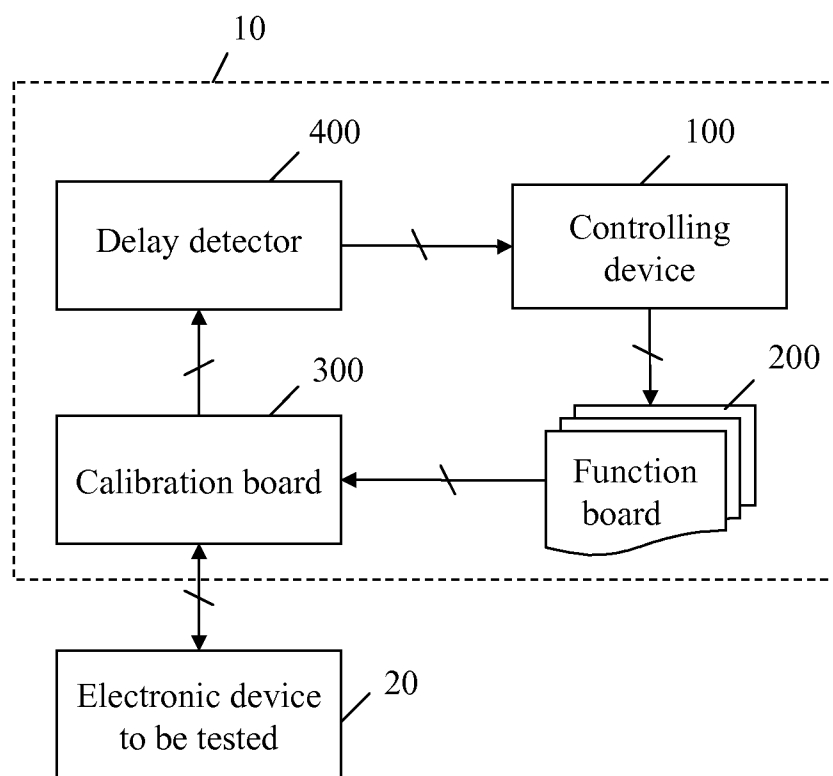 10
400
100
Delay detector
Controlling
device
300
200
Calibration board
Function
board
Electronic device
to be tested
20